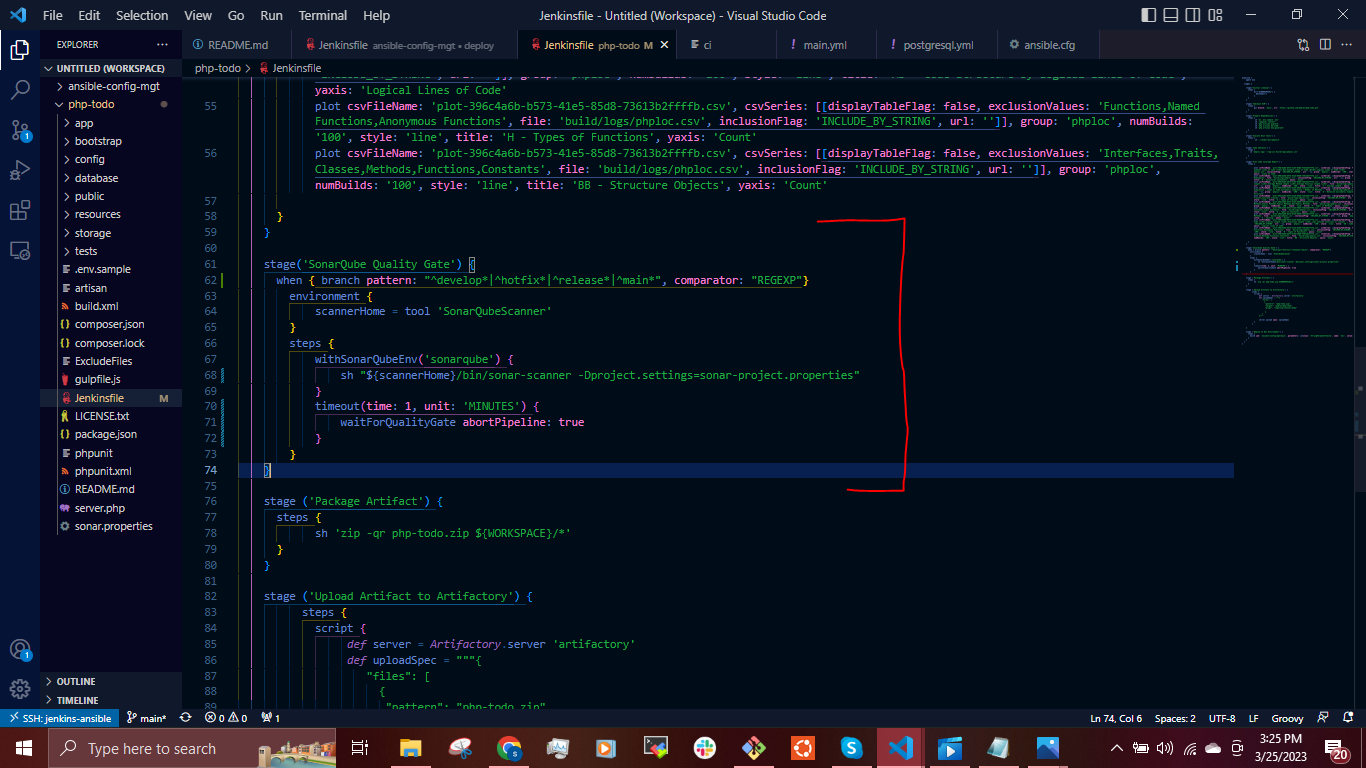 File Edit Selection View Go Run Terminal Help Jenkinsfile - Untitled (Workspace) - Visual Studio Code
EXPLORER ···
README.md Jenkinsfile ansible-config-mgt • deploy Jenkinsfile php-todo M ci main.yml postgresql.yml ansible.cfg
UNTITLED (WORKSPACE)
ansible-config-mgt
php-todo
app
bootstrap
config
database
public
resources
storage
tests
.env.sample
artisan
build.xml
composer.json
composer.lock
ExcludeFiles
gulpfile.js
Jenkinsfile M
LICENSE.txt
package.json
phpunit
phpunit.xml
README.md
server.php
sonar.properties
OUTLINE
TIMELINE
php-todo > Jenkinsfile
yaxis: 'Logical Lines of Code'
55 plot csvFileName: 'plot-396c4a6b-b573-41e5-85d8-73613b2ffffb.csv', csvSeries: [[displayTableFlag: false, exclusionValues: 'Functions,Named
Functions,Anonymous Functions', file: 'build/logs/phploc.csv', inclusionFlag: 'INCLUDE_BY_STRING', url: '']], group: 'phploc', numBuilds:
'100', style: 'line', title: 'H - Types of Functions', yaxis: 'Count'
56 plot csvFileName: 'plot-396c4a6b-b573-41e5-85d8-73613b2ffffb.csv', csvSeries: [[displayTableFlag: false, exclusionValues: 'Interfaces,Traits,
Classes,Methods,Functions,Constants', file: 'build/logs/phploc.csv', inclusionFlag: 'INCLUDE_BY_STRING', url: '']], group: 'phploc',
numBuilds: '100', style: 'line', title: 'BB - Structure Objects', yaxis: 'Count'
57
58 }
59 }
60
61 stage('SonarQube Quality Gate') {
62 when { branch pattern: "^develop*|^hotfix*|^release*|^main*", comparator: "REGEXP"}
63 environment {
64 scannerHome = tool 'SonarQubeScanner'
65 }
66 steps {
67 withSonarQubeEnv('sonarqube') {
68 sh "${scannerHome}/bin/sonar-scanner -Dproject.settings=sonar-project.properties"
69 }
70 timeout(time: 1, unit: 'MINUTES') {
71 waitForQualityGate abortPipeline: true
72 }
73 }
74 }
75
76 stage ('Package Artifact') {
77 steps {
78 sh 'zip -qr php-todo.zip ${WORKSPACE}/*'
79 }
80 }
81
82 stage ('Upload Artifact to Artifactory') {
83 steps {
84 script {
85 def server = Artifactory.server 'artifactory'
86 def uploadSpec = """{
87 "files": [
88 {
89 "pattern": "php-todo.zip"
SSH: jenkins-ansible main* 0 0 1 Ln 74, Col 6 Spaces: 2 UTF-8 LF Groovy
Type here to search
3:25 PM
3/25/2023
20